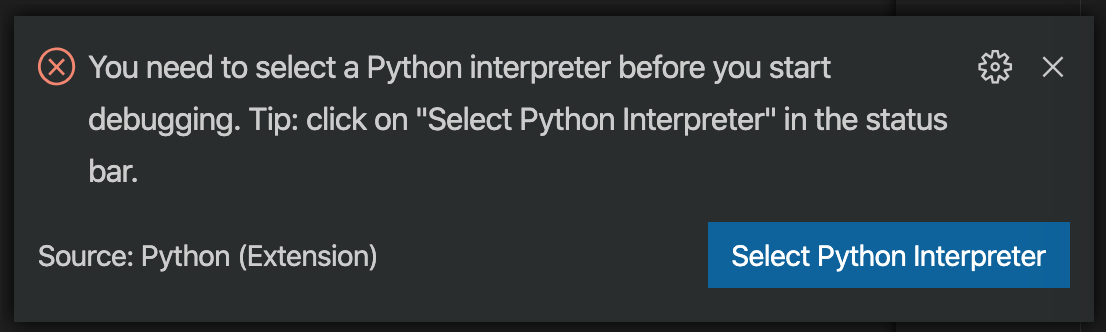 You need to select a Python interpreter before you start
debugging. Tip: click on "Select Python Interpreter" in the status
bar.
Source: Python (Extension)
Select Python Interpreter